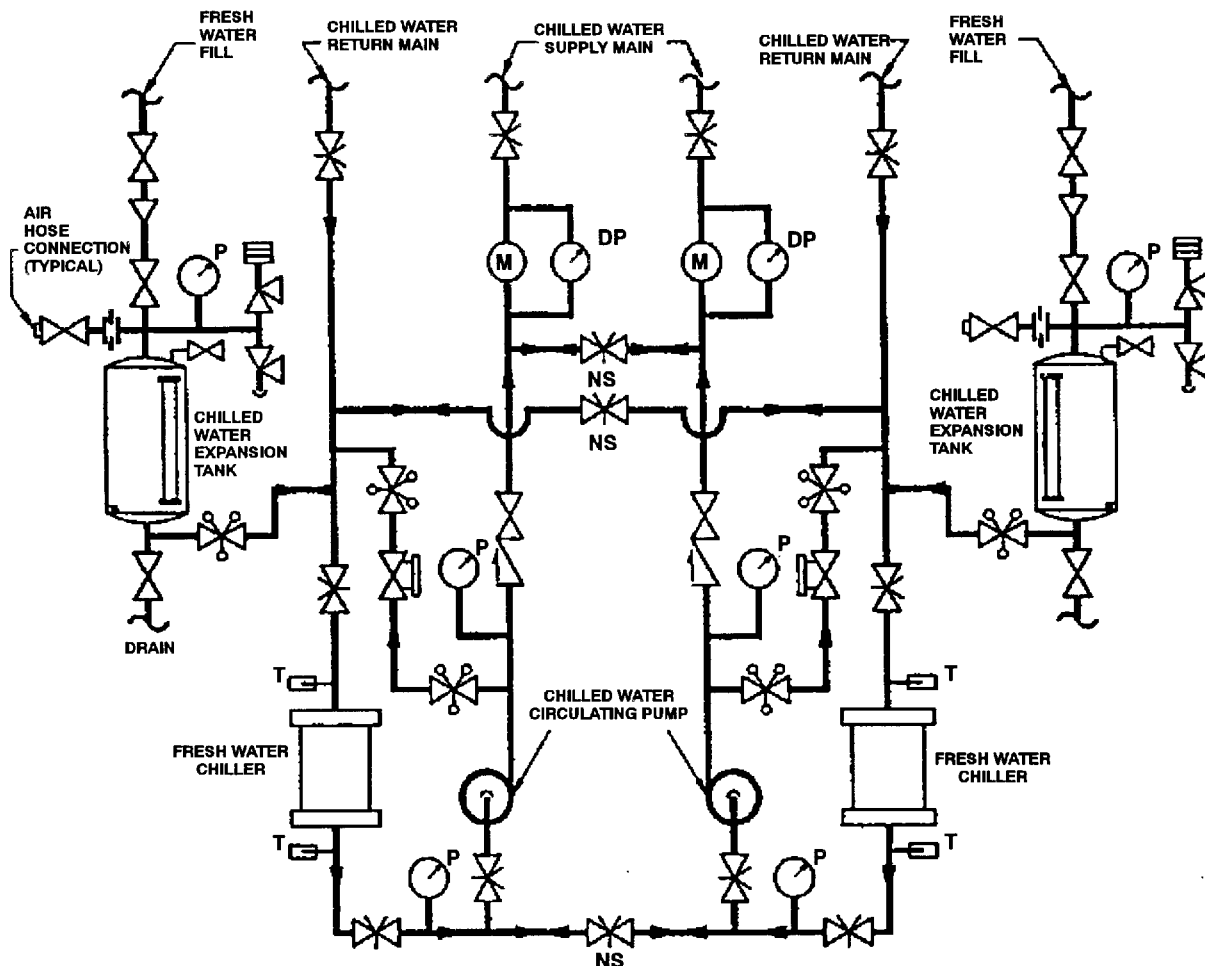 FRESH
WATER
FILL
CHILLED WATER
RETURN MAIN
CHILLED WATER
SUPPLY MAIN
CHILLED WATER
RETURN MAIN
FRESH
WATER
FILL
AIR
HOSE
CONNECTION
(TYPICAL)
P
M
DP
M
DP
P
NS
NS
CHILLED
WATER
EXPANSION
TANK
CHILLED
WATER
EXPANSION
TANK
P
P
DRAIN
T
CHILLED WATER
CIRCULATING PUMP
T
FRESH WATER
CHILLER
FRESH WATER
CHILLER
T
P
P
T
NS